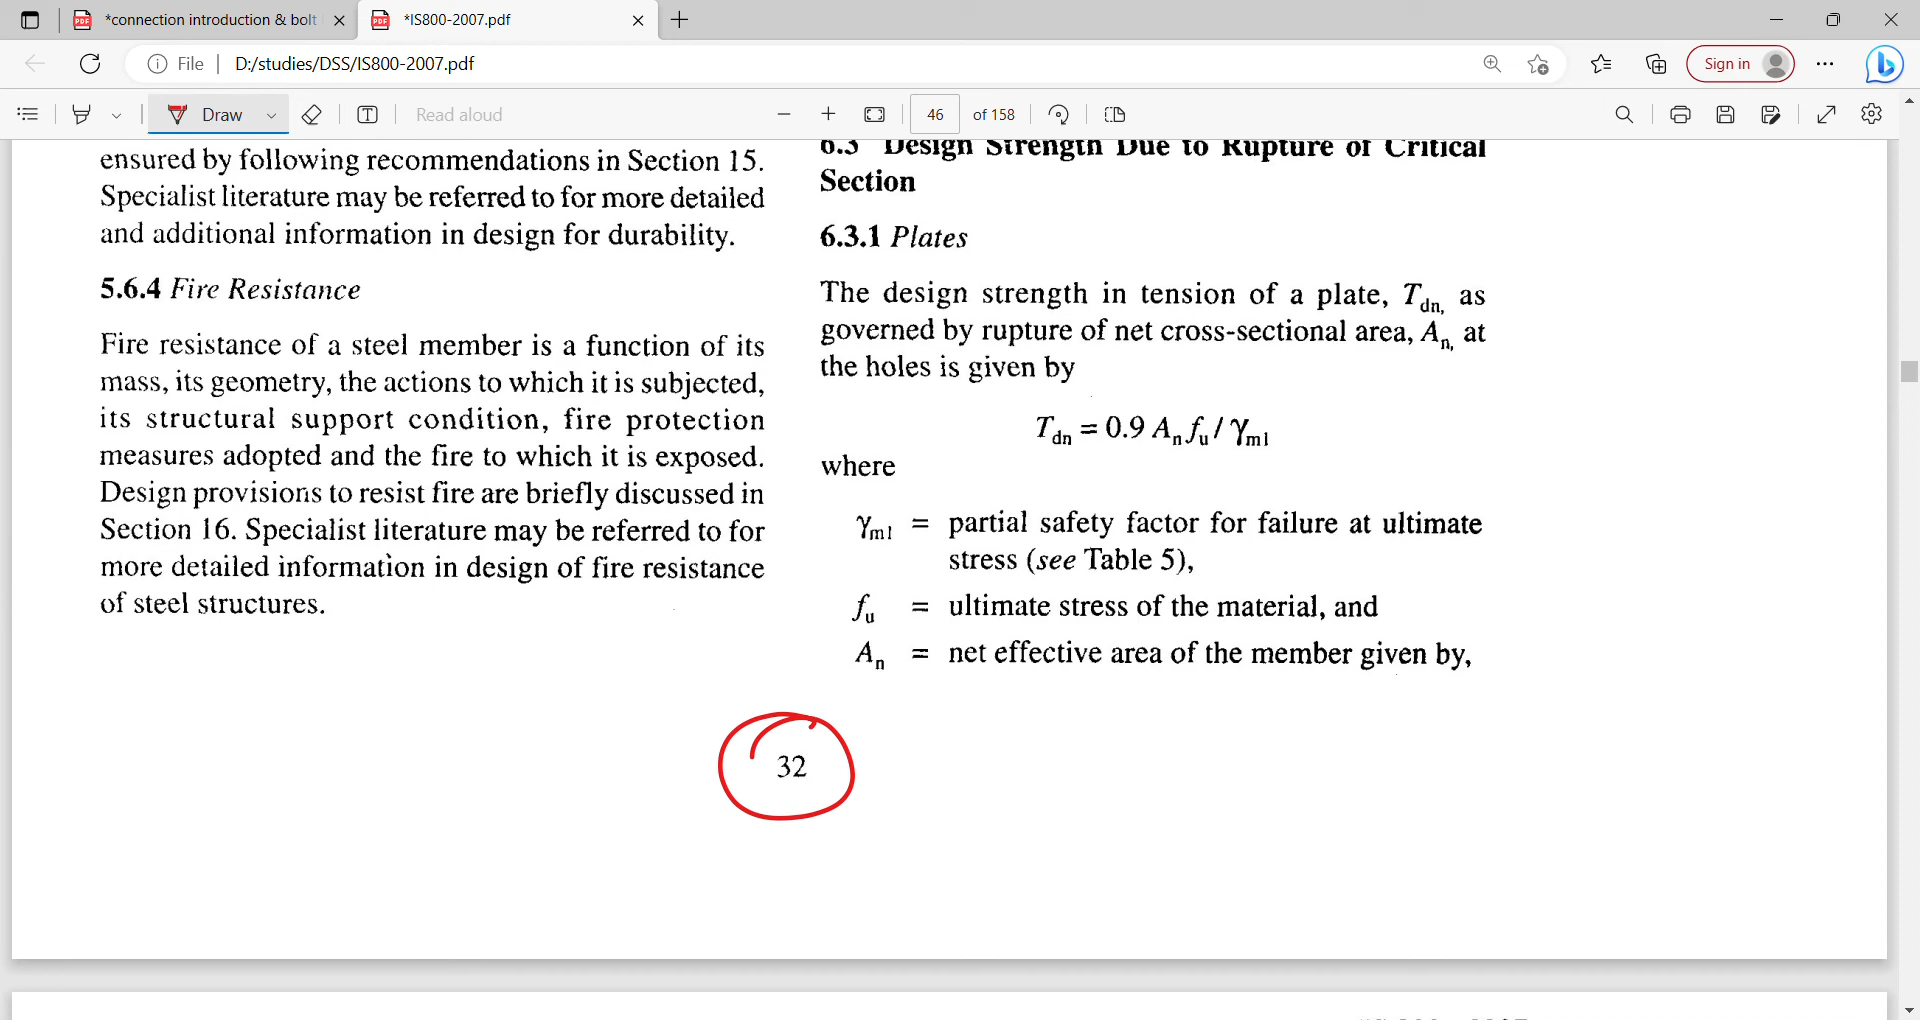 *connection introduction & bolt
*IS800-2007.pdf
File
D:/studies/DSS/IS800-2007.pdf
Sign in
Draw
Read aloud
46 of 158
ensured by following recommendations in Section 15.
Specialist literature may be referred to for more detailed
and additional information in design for durability.
5.6.4 Fire Resistance
Fire resistance of a steel member is a function of its
mass, its geometry, the actions to which it is subjected,
its structural support condition, fire protection
measures adopted and the fire to which it is exposed.
Design provisions to resist fire are briefly discussed in
Section 16. Specialist literature may be referred to for
more detailed information in design of fire resistance
of steel structures.
6.3 Design Strength Due to Rupture of Critical
Section
6.3.1 Plates
The design strength in tension of a plate, Tdn, as
governed by rupture of net cross-sectional area, An, at
the holes is given by
Tdn = 0.9 An fu / γm1
where
γm1 = partial safety factor for failure at ultimate
stress (see Table 5),
fu = ultimate stress of the material, and
An = net effective area of the member given by,
32